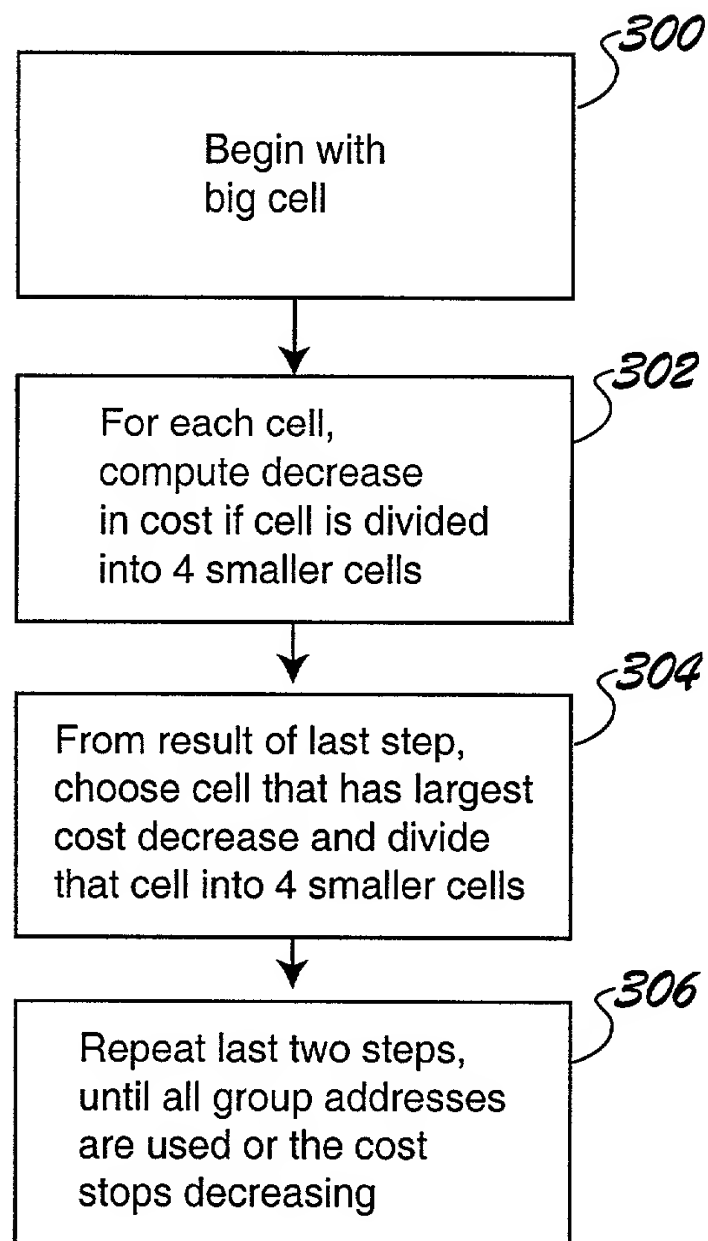 300
Begin with
big cell
302
For each cell,
compute decrease
in cost if cell is divided
into 4 smaller cells
304
From result of last step,
choose cell that has largest
cost decrease and divide
that cell into 4 smaller cells
306
Repeat last two steps,
until all group addresses
are used or the cost
stops decreasing